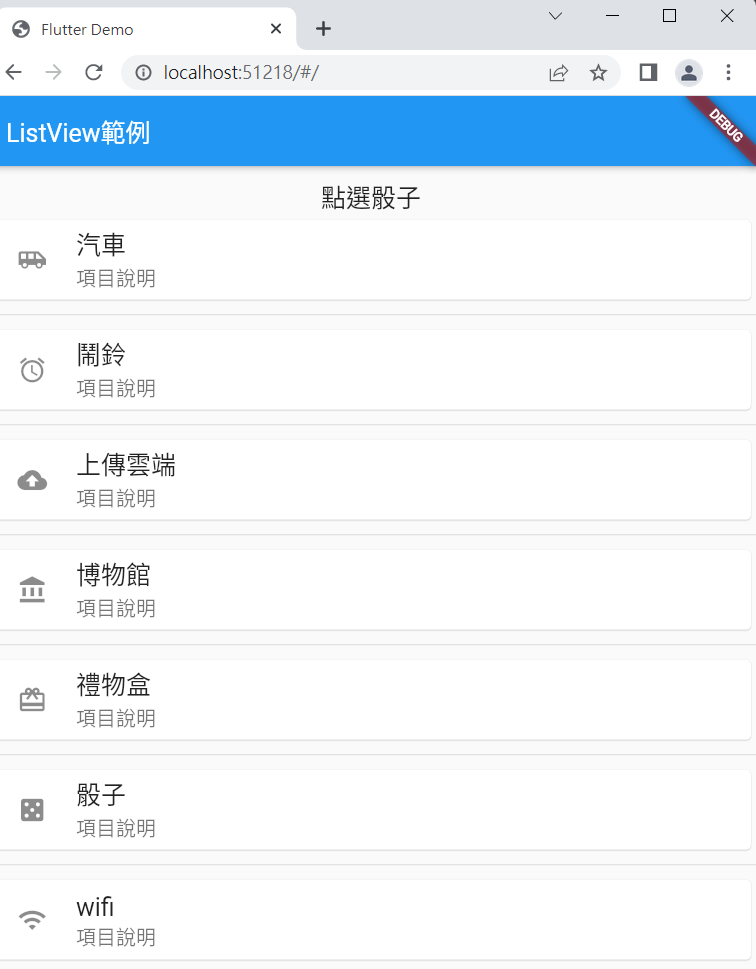 Flutter Demo
localhost:51218/#/
ListView範例
DEBUG
點選骰子
汽車
項目說明
鬧鈴
項目說明
上傳雲端
項目說明
博物館
項目說明
禮物盒
項目說明
骰子
項目說明
wifi
項目說明